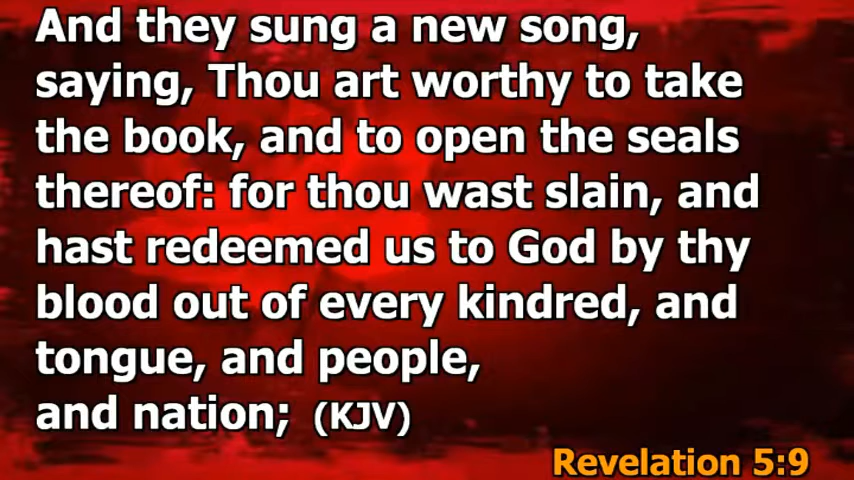 And they sung a new song,
saying, Thou art worthy to take
the book, and to open the seals
thereof: for thou wast slain, and
hast redeemed us to God by thy
blood out of every kindred, and
tongue, and people,
and nation; (KJV)
Revelation 5:9